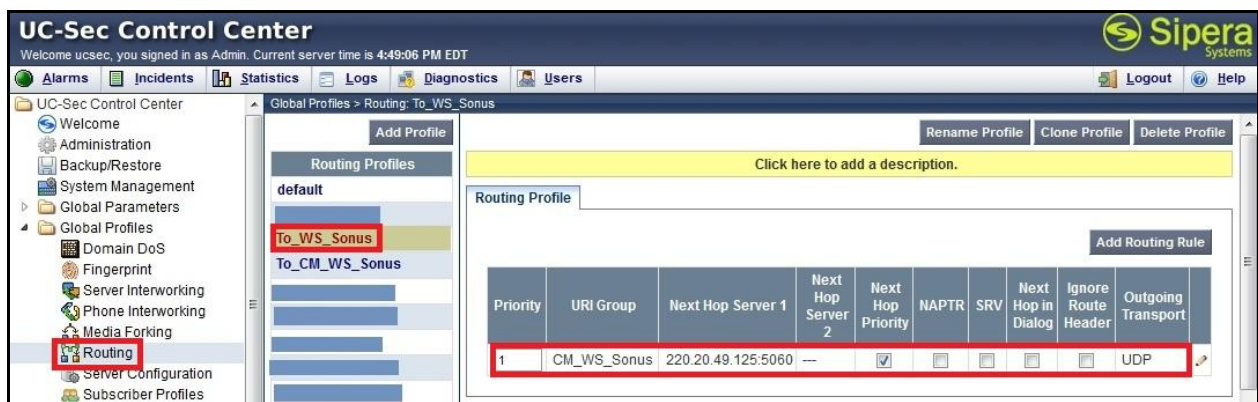 UC-Sec Control Center
Sipera
Systems
Welcome ucsec, you signed in as Admin. Current server time is 4:49:06 PM EDT
Alarms Incidents Statistics Logs Diagnostics Users Logout Help
UC-Sec Control Center
Welcome
Administration
Backup/Restore
System Management
Global Parameters
Global Profiles
Domain DoS
Fingerprint
Server Interworking
Phone Interworking
Media Forking
Routing
Server Configuration
Subscriber Profiles
Global Profiles > Routing: To_WS_Sonus
Add Profile
Routing Profiles
default
To_WS_Sonus
To_CM_WS_Sonus
Rename Profile Clone Profile Delete Profile
Click here to add a description.
Routing Profile
Add Routing Rule
Priority URI Group Next Hop Server 1 Next Hop Server 2 Next Hop Priority NAPTR SRV Next Hop in Dialog Ignore Route Header Outgoing Transport
1 CM_WS_Sonus 220.20.49.125:5060 --- UDP